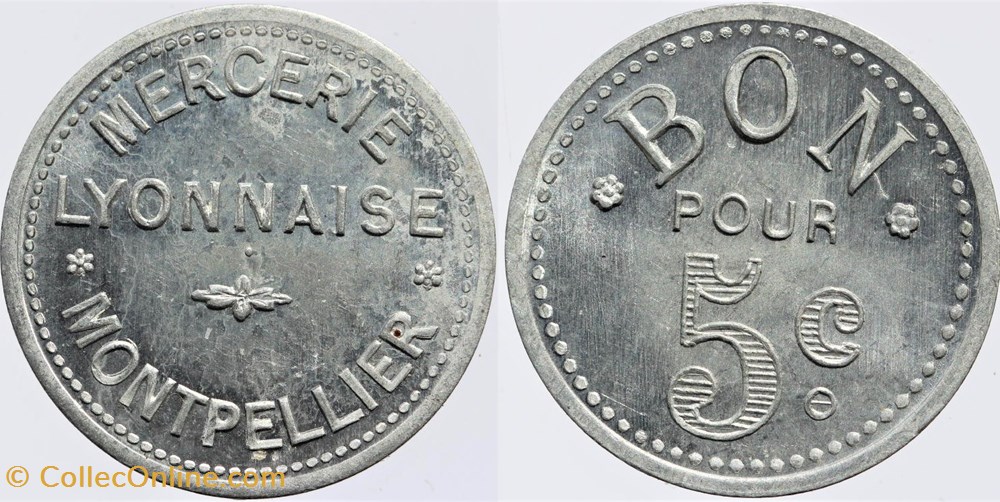 MERCERIE
LYONNAISE
MONTPELLIER
BON
POUR
5c
© CollecOnline.com